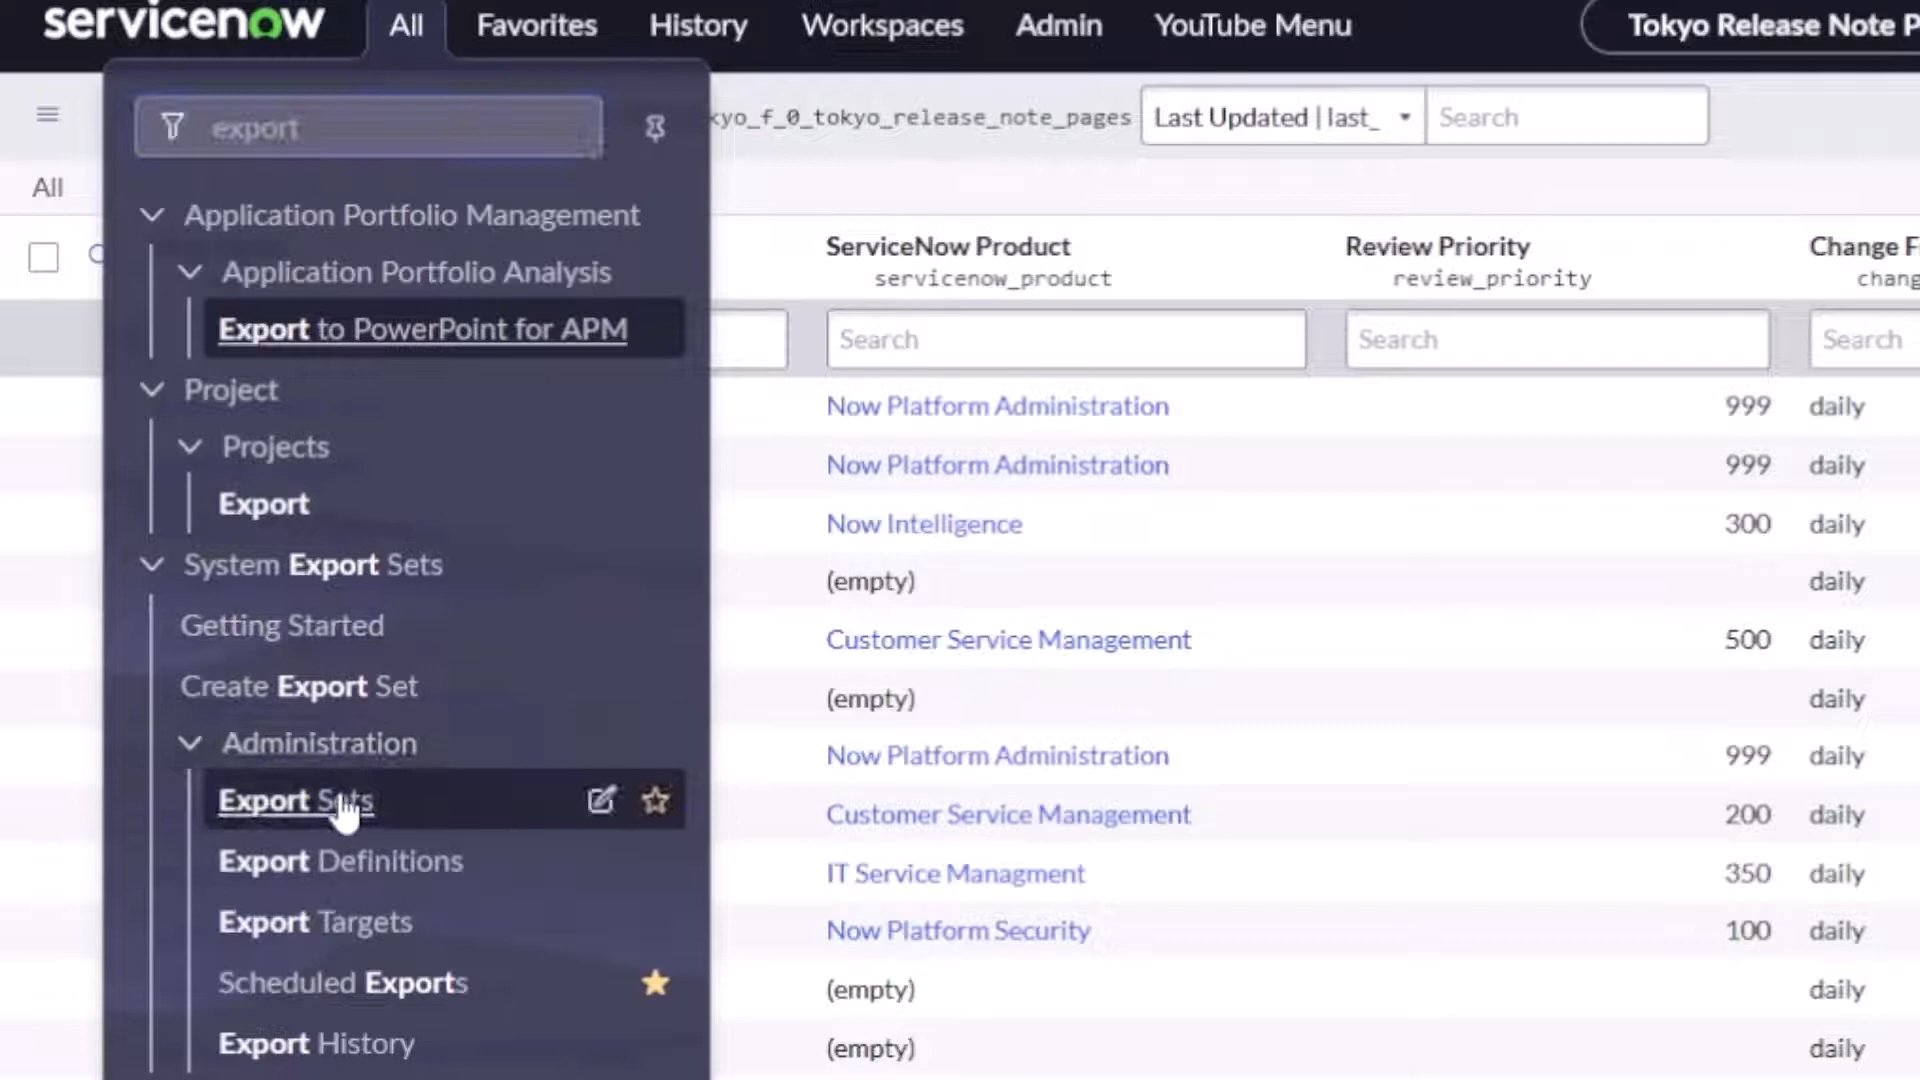 servicenow All Favorites History Workspaces Admin YouTube Menu Tokyo Release Note P
export
kyo_f_0_tokyo_release_note_pages Last Updated | last_ Search
All
Application Portfolio Management
Application Portfolio Analysis
Export to PowerPoint for APM
Project
Projects
Export
System Export Sets
Getting Started
Create Export Set
Administration
Export Sets
Export Definitions
Export Targets
Scheduled Exports
Export History
ServiceNow Product Review Priority Change F
servicenow_product review_priority chang
Search Search Search
Now Platform Administration 999 daily
Now Platform Administration 999 daily
Now Intelligence 300 daily
(empty) daily
Customer Service Management 500 daily
(empty) daily
Now Platform Administration 999 daily
Customer Service Management 200 daily
IT Service Managment 350 daily
Now Platform Security 100 daily
(empty) daily
(empty) daily